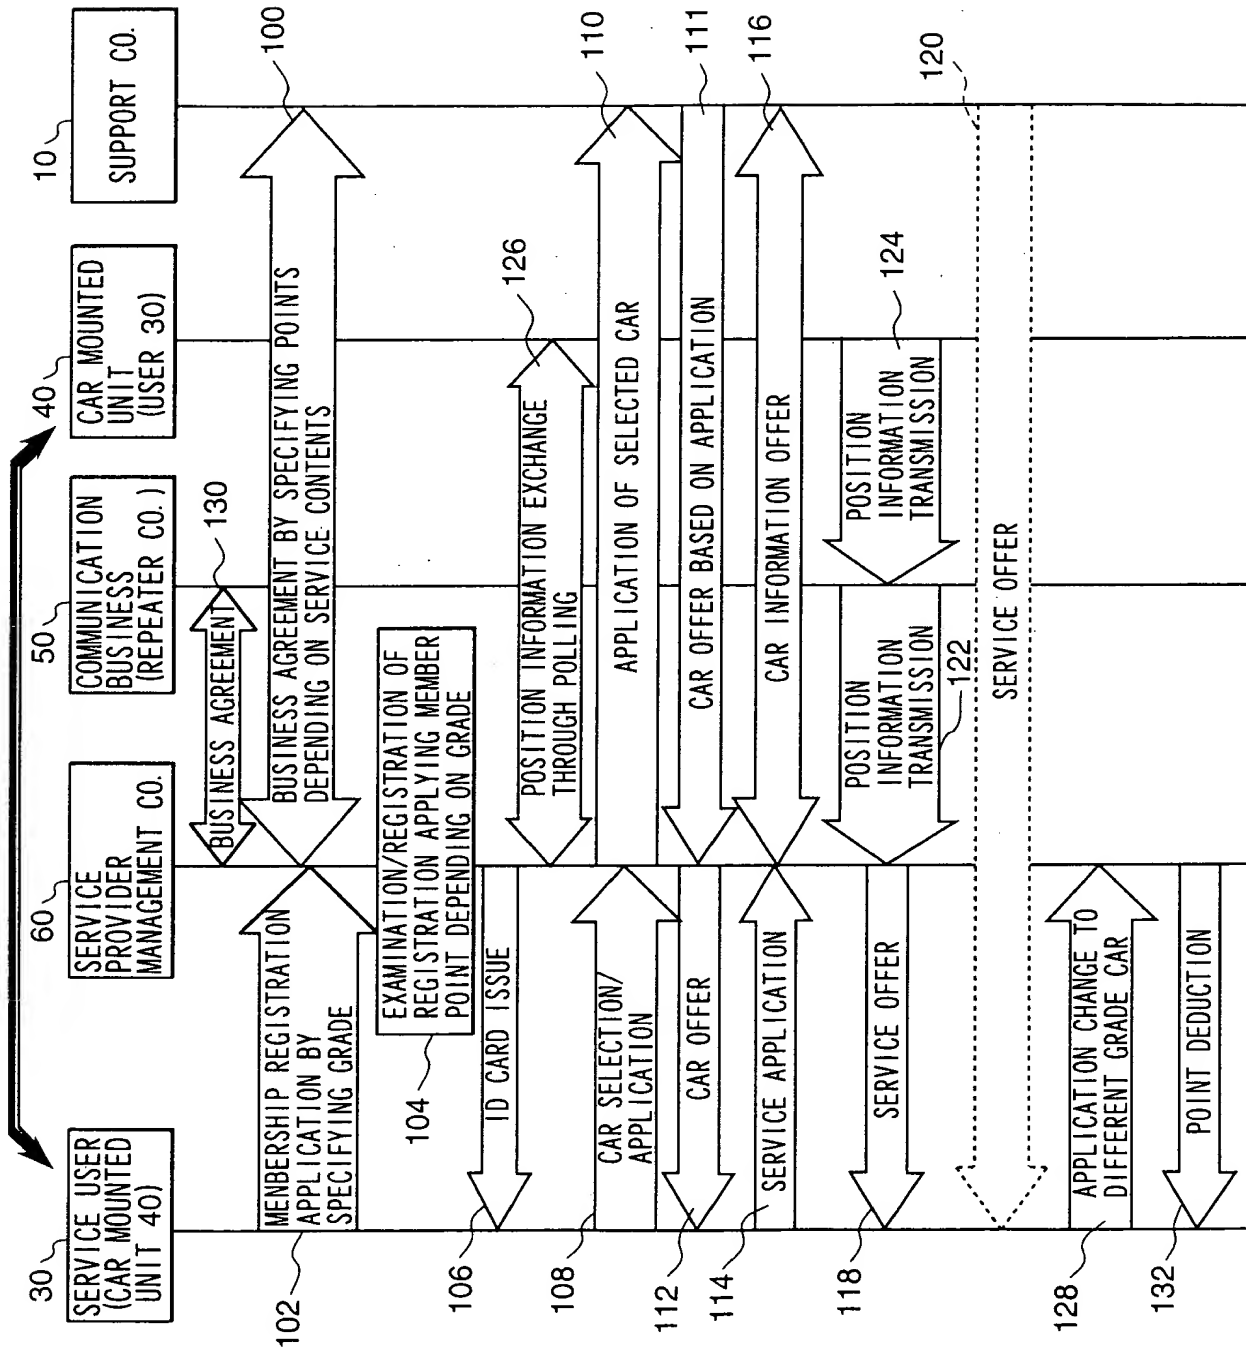 30
SERVICE USER
(CAR MOUNTED
UNIT 40)
60
SERVICE
PROVIDER
MANAGEMENT CO.
50
COMMUNICATION
BUSINESS
(REPEATER CO.)
40
CAR MOUNTED
UNIT
(USER 30)
10
SUPPORT CO.
BUSINESS AGREEMENT
130
102
MENBERSHIP REGISTRATION
APPLICATION BY
SPECIFYING GRADE
BUSINESS AGREEMENT BY SPECIFYING POINTS
DEPENDING ON SERVICE CONTENTS
100
104
EXAMINATION/REGISTRATION OF
REGISTRATION APPLYING MEMBER
POINT DEPENDING ON GRADE
106
ID CARD ISSUE
POSITION INFORMATION EXCHANGE
THROUGH POLLING
126
108
CAR SELECTION/
APPLICATION
APPLICATION OF SELECTED CAR
110
112
CAR OFFER
CAR OFFER BASED ON APPLICATION
111
114
SERVICE APPLICATION
CAR INFORMATION OFFER
116
118
SERVICE OFFER
POSITION
INFORMATION
TRANSMISSION
122
POSITION
INFORMATION
TRANSMISSION
124
SERVICE OFFER
120
128
APPLICATION CHANGE TO
DIFFERENT GRADE CAR
132
POINT DEDUCTION